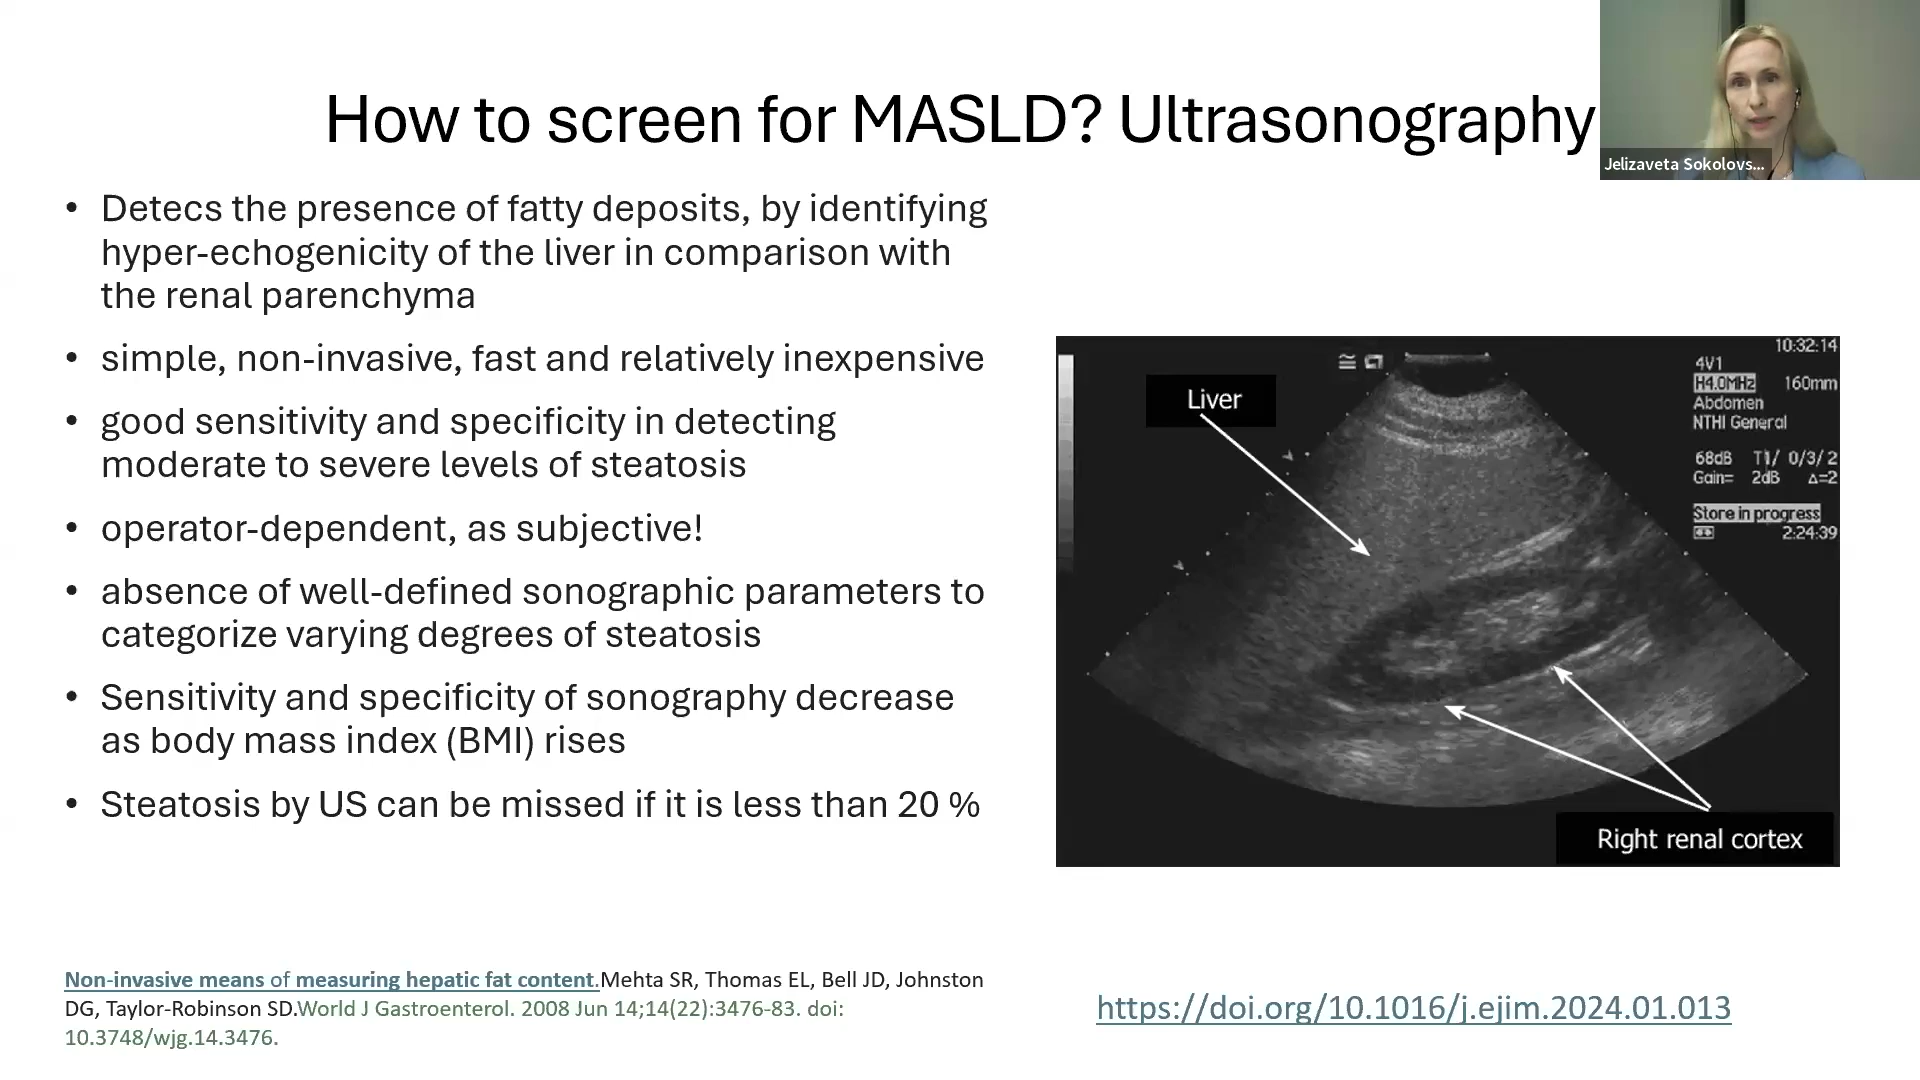 How to screen for MASLD? Ultrasonography
Jelizaveta Sokolovs...
• Detecs the presence of fatty deposits, by identifying
hyper-echogenicity of the liver in comparison with
the renal parenchyma
• simple, non-invasive, fast and relatively inexpensive
• good sensitivity and specificity in detecting
moderate to severe levels of steatosis
• operator-dependent, as subjective!
• absence of well-defined sonographic parameters to
categorize varying degrees of steatosis
• Sensitivity and specificity of sonography decrease
as body mass index (BMI) rises
• Steatosis by US can be missed if it is less than 20 %
10:32:14
4V1
H4.0MHz 160mm
Abdomen
NTHI General
68dB T1/ 0/3/2
Gain= 2dB Δ=2
Store in progress
2:24:39
Liver
Right renal cortex
Non-invasive means of measuring hepatic fat content.Mehta SR, Thomas EL, Bell JD, Johnston
DG, Taylor-Robinson SD.World J Gastroenterol. 2008 Jun 14;14(22):3476-83. doi:
10.3748/wjg.14.3476.
https://doi.org/10.1016/j.ejim.2024.01.013